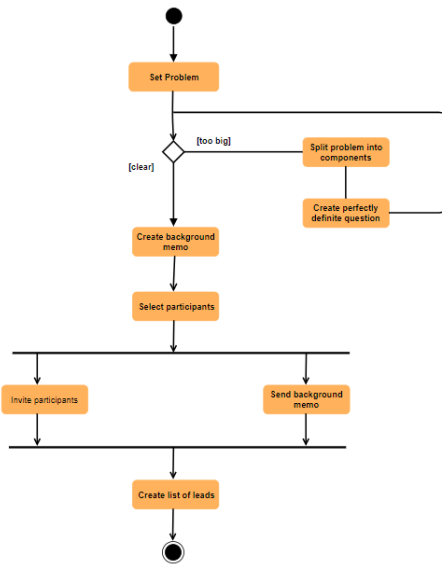 Set Problem
[too big]
Split problem into
components
[clear]
Create perfectly
definite question
Create background
memo
Select participants
Invite participants
Send background
memo
Create list of leads